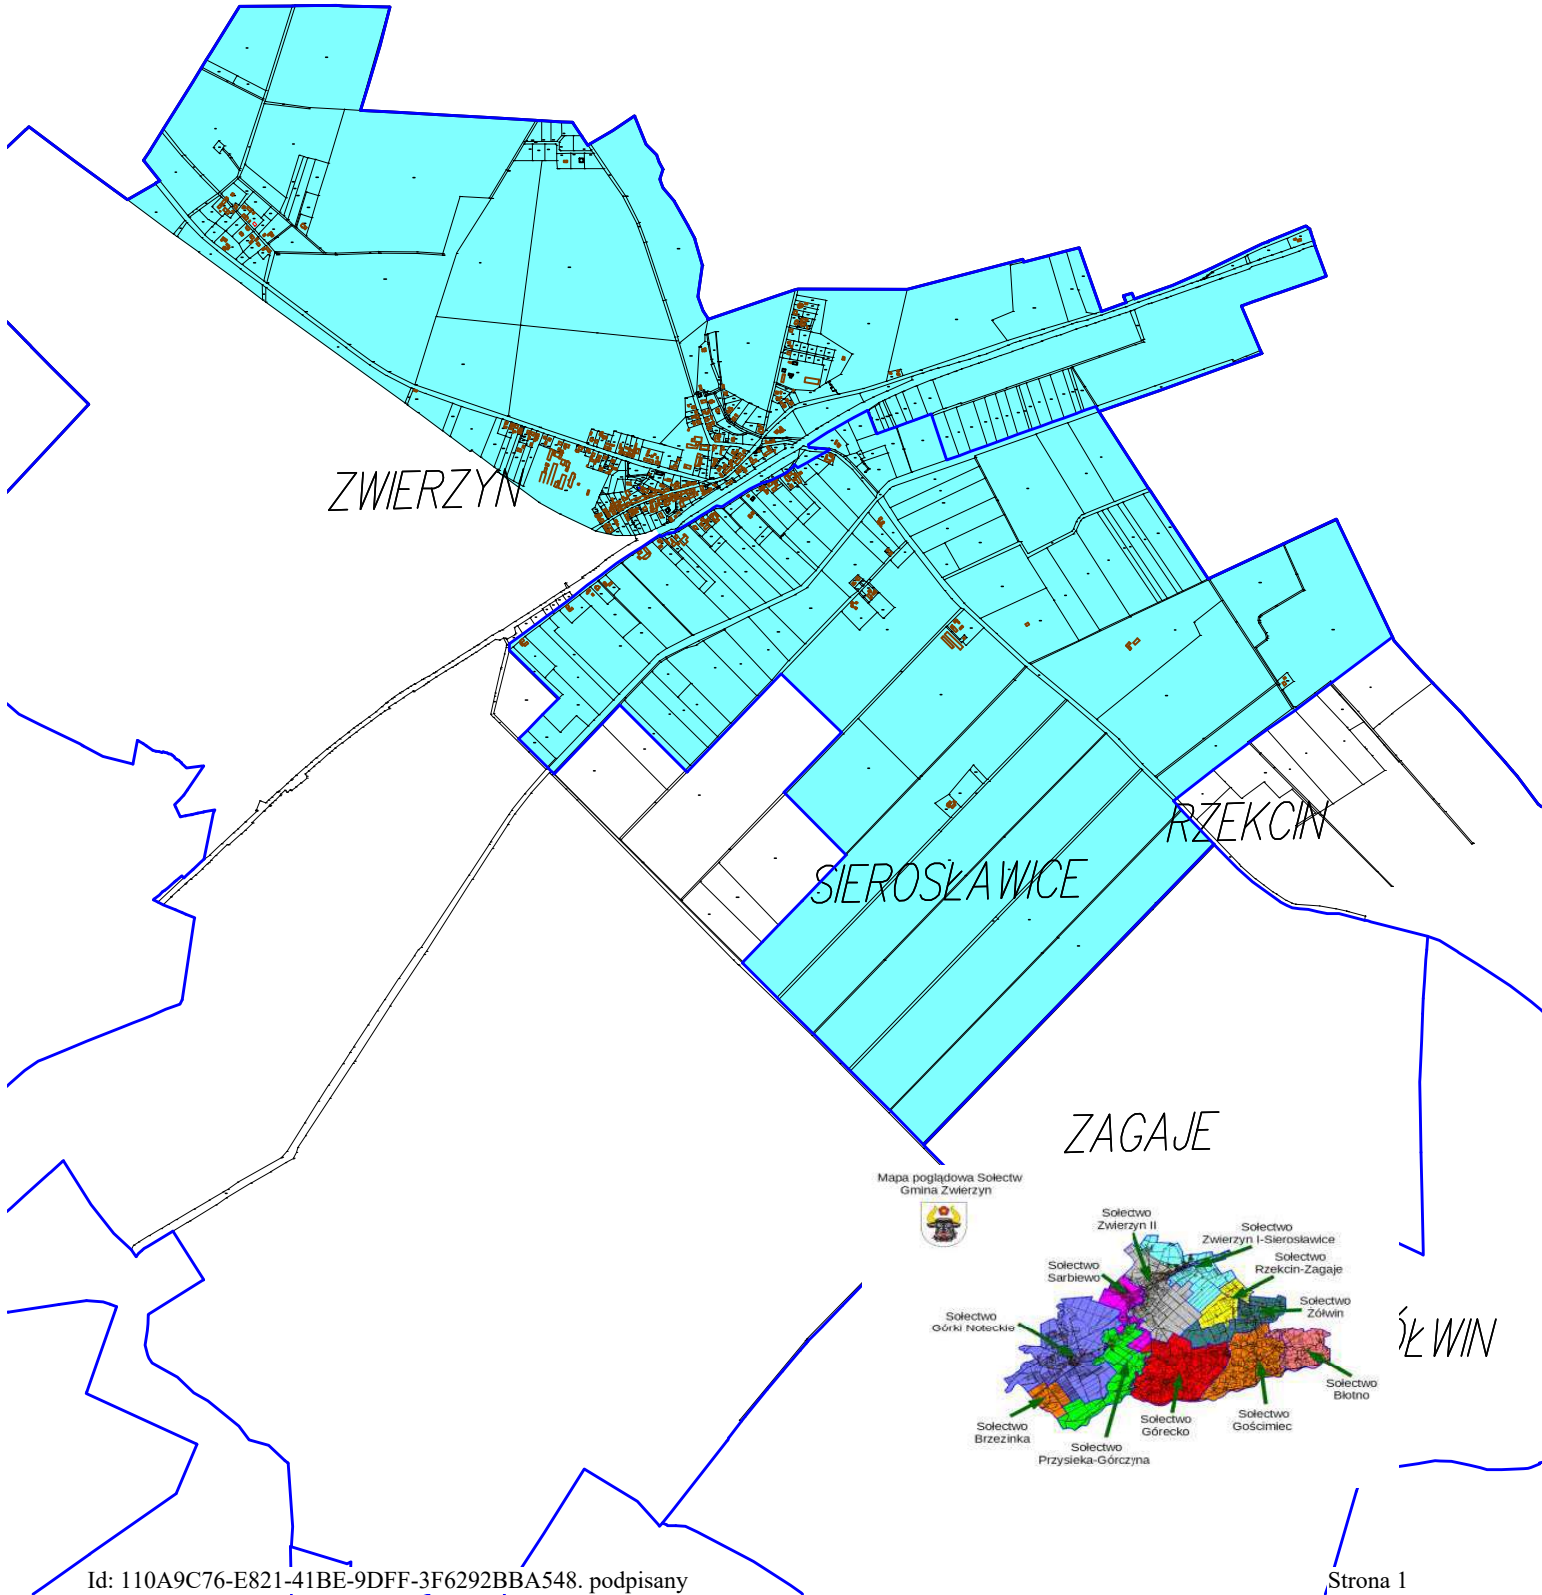 ZWIERZYN
RZEKCIN
SIEROSŁAWICE
ZAGAJE
Mapa poglądowa Sołectw
Gmina Zwierzyn
Sołectwo
Zwierzyn II
Sołectwo
Zwierzyn I-Sierosławice
Sołectwo
Rzekcin-Zagaje
Sołectwo
Sarbiewo
Sołectwo
Żółwin
Sołectwo
Górki Noteckie
ÓŁWIN
Sołectwo
Błotno
Sołectwo
Gościmiec
Sołectwo
Górecko
Sołectwo
Brzezinka
Sołectwo
Przysieka-Górczyna
Id: 110A9C76-E821-41BE-9DFF-3F6292BBA548. podpisany
Strona 1